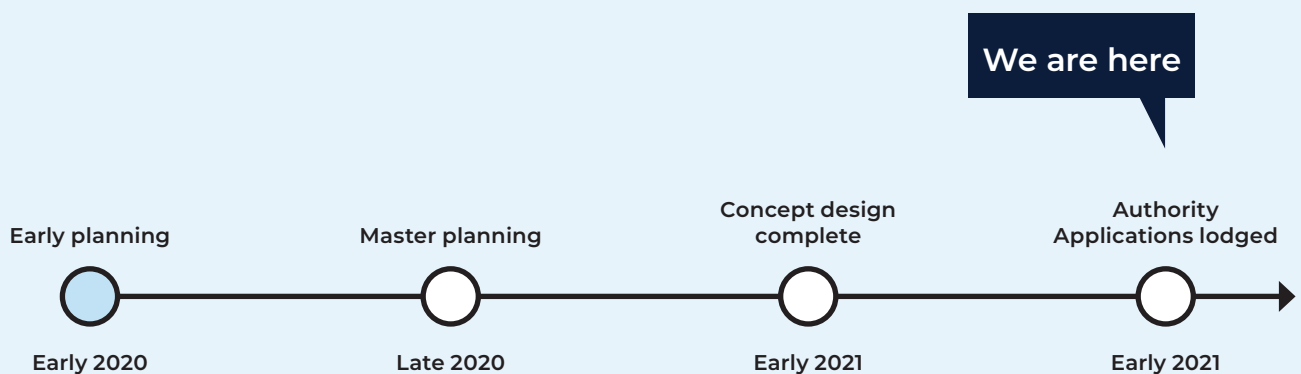 We are here
Early planning
Master planning
Concept design
complete
Authority
Applications lodged
Early 2020
Late 2020
Early 2021
Early 2021